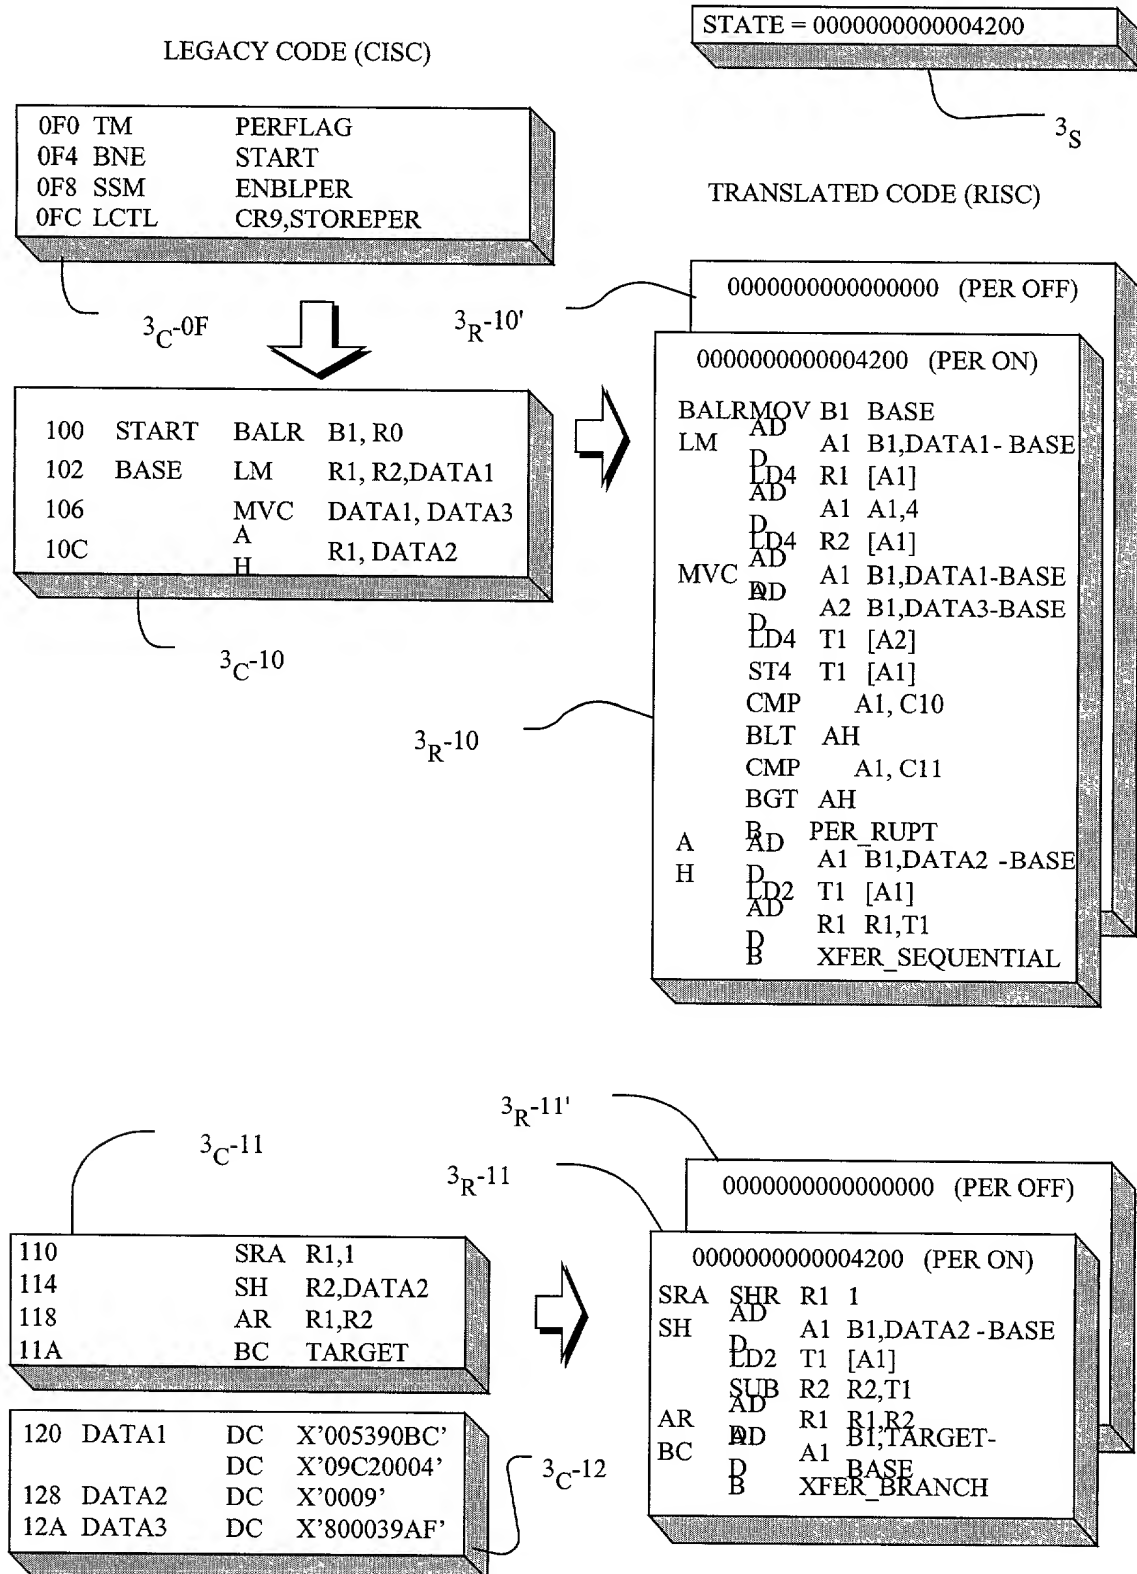 STATE = 0000000000004200
LEGACY CODE (CISC)
3S
0F0 TM PERFLAG
0F4 BNE START
0F8 SSM ENBLPER
0FC LCTL CR9,STOREPER
TRANSLATED CODE (RISC)
3C-0F
3R-10'
0000000000000000 (PER OFF)
0000000000004200 (PER ON)
100 START BALR B1, R0
102 BASE LM R1, R2,DATA1
106 MVC DATA1, DATA3
10C AH R1, DATA2
3C-10
3R-10
BALR MOV B1 BASE
LM ADD A1 B1,DATA1- BASE
LD4 R1 [A1]
ADD A1 A1,4
LD4 R2 [A1]
MVC ADD A1 B1,DATA1-BASE
ADD A2 B1,DATA3-BASE
LD4 T1 [A2]
ST4 T1 [A1]
CMP A1, C10
BLT AH
CMP A1, C11
BGT AH
B PER_RUPT
AH ADD A1 B1,DATA2 -BASE
LD2 T1 [A1]
ADD R1 R1,T1
B XFER_SEQUENTIAL
3C-11
3R-11'
3R-11
0000000000000000 (PER OFF)
0000000000004200 (PER ON)
110 SRA R1,1
114 SH R2,DATA2
118 AR R1,R2
11A BC TARGET
SRA SHR R1 1
SH ADD A1 B1,DATA2 -BASE
LD2 T1 [A1]
SUB R2 R2,T1
AR ADD R1 R1,R2
BC ADD A1 B1,TARGET-
BASE
B XFER_BRANCH
120 DATA1 DC X'005390BC'
DC X'09C20004'
128 DATA2 DC X'0009'
12A DATA3 DC X'800039AF'
3C-12